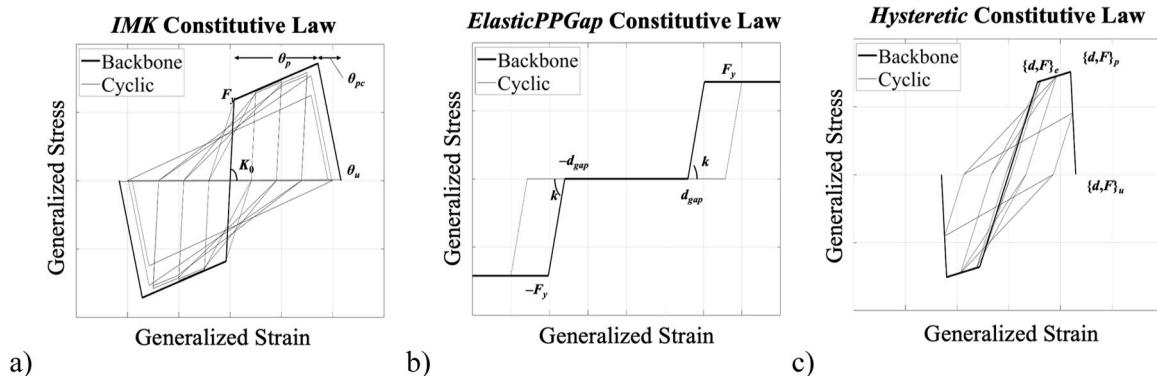 IMK Constitutive Law
Backbone
Cyclic
θp
θpc
Fy
K0
θu
Generalized Stress
Generalized Strain
a)
ElasticPPGap Constitutive Law
Backbone
Cyclic
Fy
−dgap
k
k
dgap
−Fy
Generalized Stress
Generalized Strain
b)
Hysteretic Constitutive Law
Backbone
Cyclic
{d,F}e
{d,F}p
{d,F}u
Generalized Stress
Generalized Strain
c)